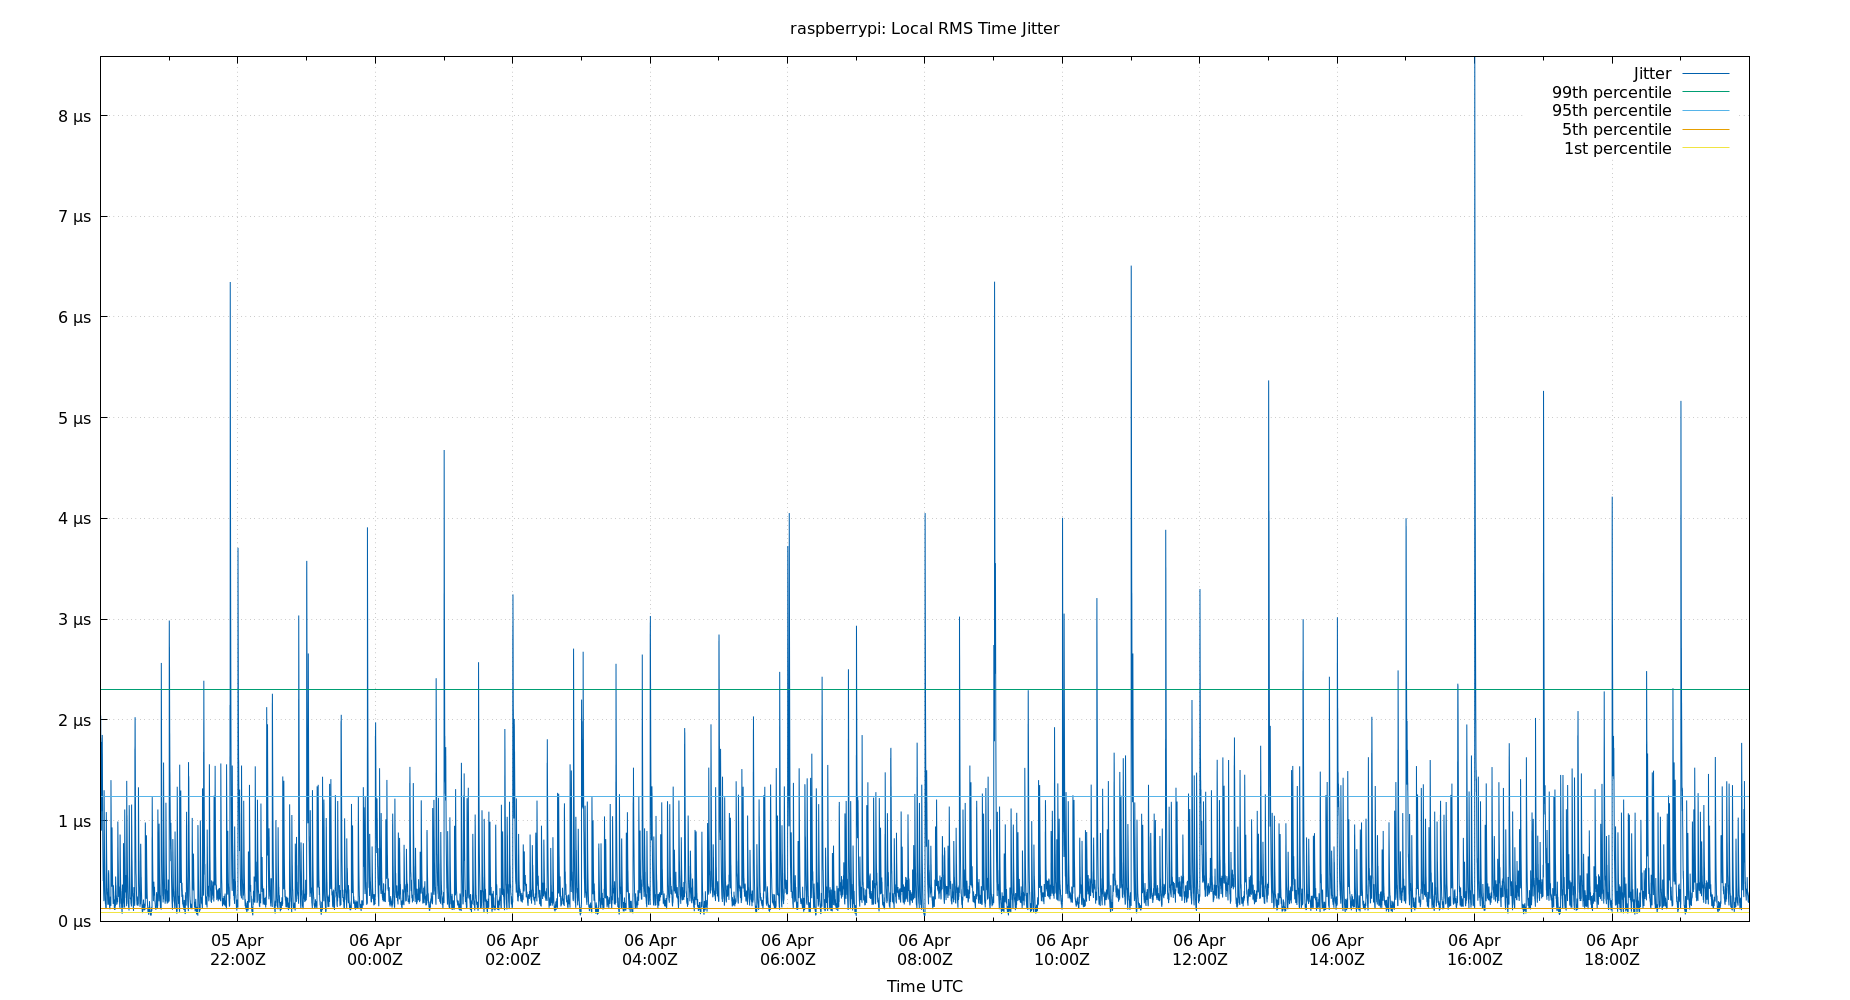 raspberrypi: Local RMS Time Jitter
Jitter
99th percentile
95th percentile
5th percentile
1st percentile
8 µs
7 µs
6 µs
5 µs
4 µs
3 µs
2 µs
1 µs
0 µs
05 Apr 06 Apr 06 Apr 06 Apr 06 Apr 06 Apr 06 Apr 06 Apr 06 Apr 06 Apr 06 Apr
22:00Z 00:00Z 02:00Z 04:00Z 06:00Z 08:00Z 10:00Z 12:00Z 14:00Z 16:00Z 18:00Z
Time UTC